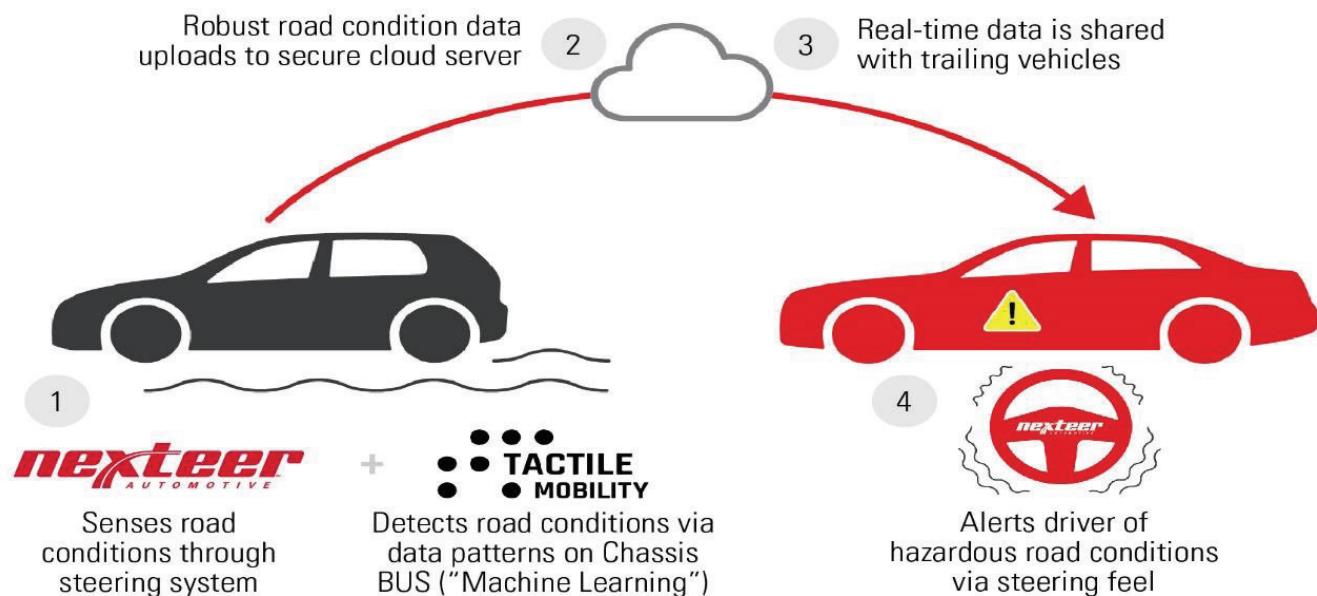 Robust road condition data
uploads to secure cloud server
2
3
Real-time data is shared
with trailing vehicles
!
1
nexteer
AUTOMOTIVE
+
TACTILE
MOBILITY
Senses road
conditions through
steering system
Detects road conditions via
data patterns on Chassis
BUS (“Machine Learning”)
4
nexteer
AUTOMOTIVE
Alerts driver of
hazardous road conditions
via steering feel